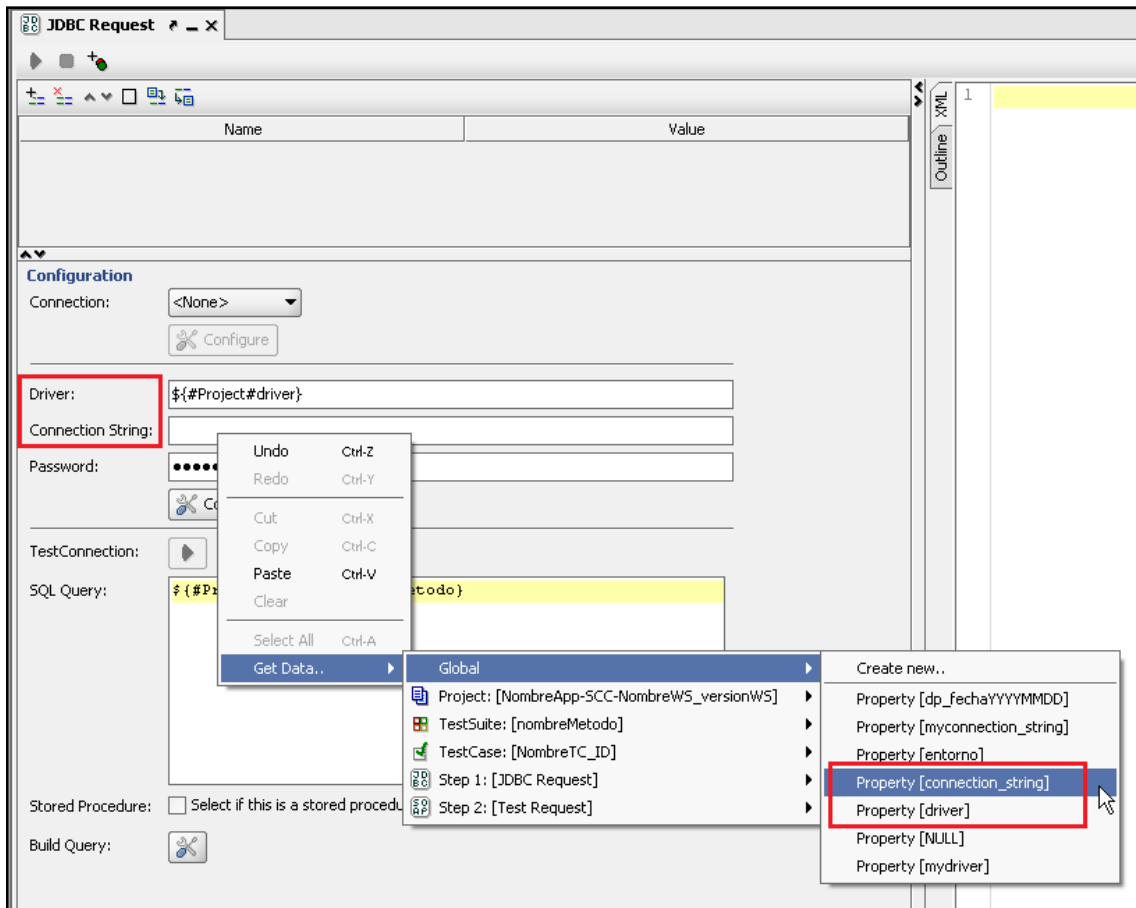 JDBC Request
Name Value
XML
1
Outline
Configuration
Connection: <None>
Configure
Driver: ${#Project#driver}
Connection String:
Password: ●●●●●
TestConnection:
SQL Query: ${#Pr etodo}
Undo Ctrl-Z
Redo Ctrl-Y
Cut Ctrl-X
Copy Ctrl-C
Paste Ctrl-V
Clear
Select All Ctrl-A
Get Data..
Global
Project: [NombreApp-SCC-NombreWS_versionWS]
TestSuite: [nombreMetodo]
TestCase: [NombreTC_ID]
Step 1: [JDBC Request]
Step 2: [Test Request]
Create new..
Property [dp_fechaYYYYMMDD]
Property [myconnection_string]
Property [entorno]
Property [connection_string]
Property [driver]
Property [NULL]
Property [mydriver]
Stored Procedure: Select if this is a stored procedu
Build Query: